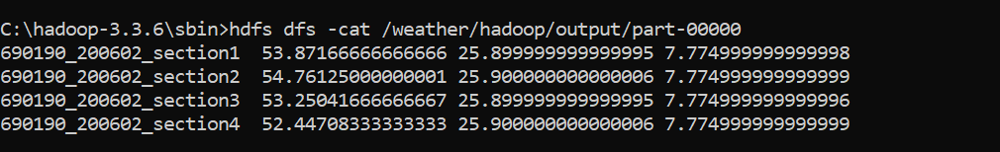 C:\hadoop-3.3.6\sbin>hdfs dfs -cat /weather/hadoop/output/part-00000
690190_200602_section1  53.87166666666666 25.899999999999995 7.774999999999998
690190_200602_section2  54.76125000000001 25.900000000000006 7.774999999999999
690190_200602_section3  53.25041666666667 25.899999999999995 7.774999999999996
690190_200602_section4  52.44708333333333 25.900000000000006 7.774999999999999